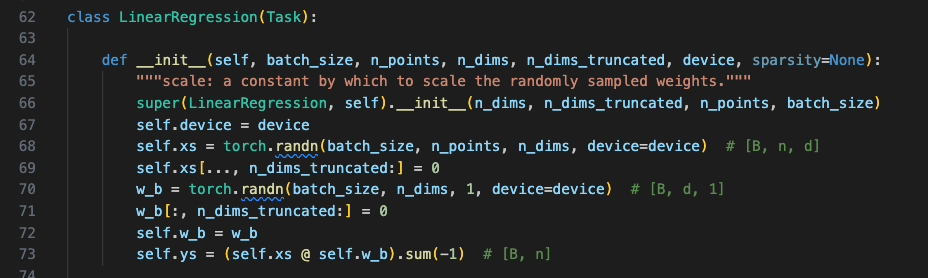 62 class LinearRegression(Task):
63
64 def __init__(self, batch_size, n_points, n_dims, n_dims_truncated, device, sparsity=None):
65 """scale: a constant by which to scale the randomly sampled weights."""
66 super(LinearRegression, self).__init__(n_dims, n_dims_truncated, n_points, batch_size)
67 self.device = device
68 self.xs = torch.randn(batch_size, n_points, n_dims, device=device)  # [B, n, d]
69 self.xs[..., n_dims_truncated:] = 0
70 w_b = torch.randn(batch_size, n_dims, 1, device=device)  # [B, d, 1]
71 w_b[:, n_dims_truncated:] = 0
72 self.w_b = w_b
73 self.ys = (self.xs @ self.w_b).sum(-1)  # [B, n]
74